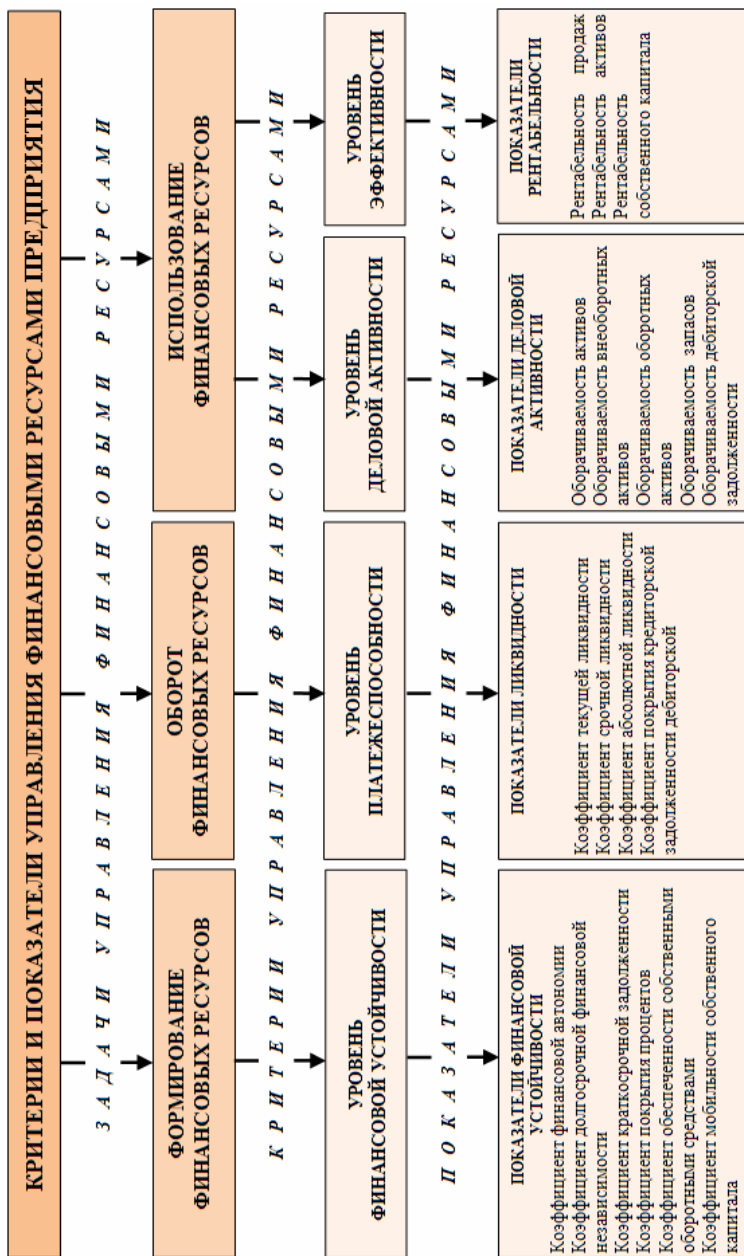 КРИТЕРИИ И ПОКАЗАТЕЛИ УПРАВЛЕНИЯ ФИНАНСОВЫМИ РЕСУРСАМИ ПРЕДПРИЯТИЯ
ЗАДАЧИ УПРАВЛЕНИЯ ФИНАНСОВЫМИ РЕСУРСАМИ
ФОРМИРОВАНИЕ
ФИНАНСОВЫХ РЕСУРСОВ
ОБОРОТ
ФИНАНСОВЫХ РЕСУРСОВ
ИСПОЛЬЗОВАНИЕ
ФИНАНСОВЫХ РЕСУРСОВ
КРИТЕРИИ УПРАВЛЕНИЯ ФИНАНСОВЫМИ РЕСУРСАМИ
УРОВЕНЬ
ФИНАНСОВОЙ УСТОЙЧИВОСТИ
УРОВЕНЬ
ПЛАТЕЖЕСПОСОБНОСТИ
УРОВЕНЬ
ДЕЛОВОЙ АКТИВНОСТИ
УРОВЕНЬ
ЭФФЕКТИВНОСТИ
ПОКАЗАТЕЛИ УПРАВЛЕНИЯ ФИНАНСОВЫМИ РЕСУРСАМИ
ПОКАЗАТЕЛИ ФИНАНСОВОЙ
УСТОЙЧИВОСТИ
Коэффициент финансовой автономии
Коэффициент долгосрочной финансовой
независимости
Коэффициент краткосрочной задолженности
Коэффициент покрытия процентов
Коэффициент обеспеченности собственными
оборотными средствами
Коэффициент мобильности собственного
капитала
ПОКАЗАТЕЛИ ЛИКВИДНОСТИ
Коэффициент текущей ликвидности
Коэффициент срочной ликвидности
Коэффициент абсолютной ликвидности
Коэффициент покрытия кредиторской
задолженности дебиторской
ПОКАЗАТЕЛИ ДЕЛОВОЙ
АКТИВНОСТИ
Оборачиваемость активов
Оборачиваемость внеоборотных
активов
Оборачиваемость оборотных
активов
Оборачиваемость запасов
Оборачиваемость дебиторской
задолженности
ПОКАЗАТЕЛИ
РЕНТАБЕЛЬНОСТИ
Рентабельность продаж
Рентабельность активов
Рентабельность
собственного капитала